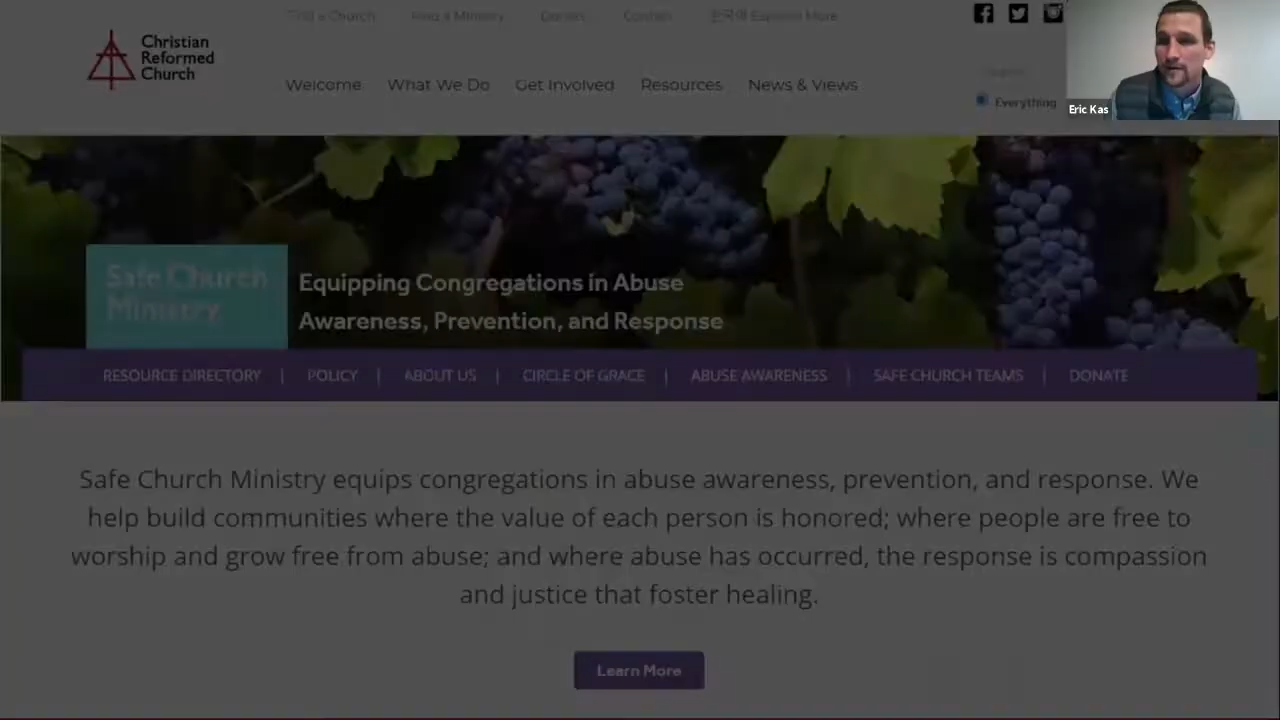 Find a Church
Find a Ministry
Donate
Contact
한국어 Español More
Christian
Reformed
Church
Welcome
What We Do
Get Involved
Resources
News & Views
Everything
Eric Kas
Safe Church
Ministry
Equipping Congregations in Abuse
Awareness, Prevention, and Response
RESOURCE DIRECTORY | POLICY | ABOUT US | CIRCLE OF GRACE | ABUSE AWARENESS | SAFE CHURCH TEAMS | DONATE
Safe Church Ministry equips congregations in abuse awareness, prevention, and response. We
help build communities where the value of each person is honored; where people are free to
worship and grow free from abuse; and where abuse has occurred, the response is compassion
and justice that foster healing.
Learn More